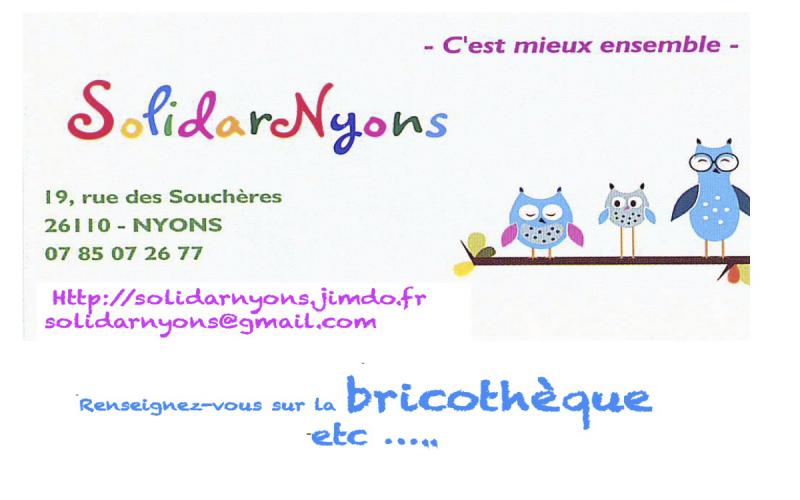 - C'est mieux ensemble -
SolidarNyons
19, rue des Souchères
26110 - NYONS
07 85 07 26 77
Http://solidarnyons.jimdo.fr
solidarnyons@gmail.com
Renseignez-vous sur la bricothèque
etc .....